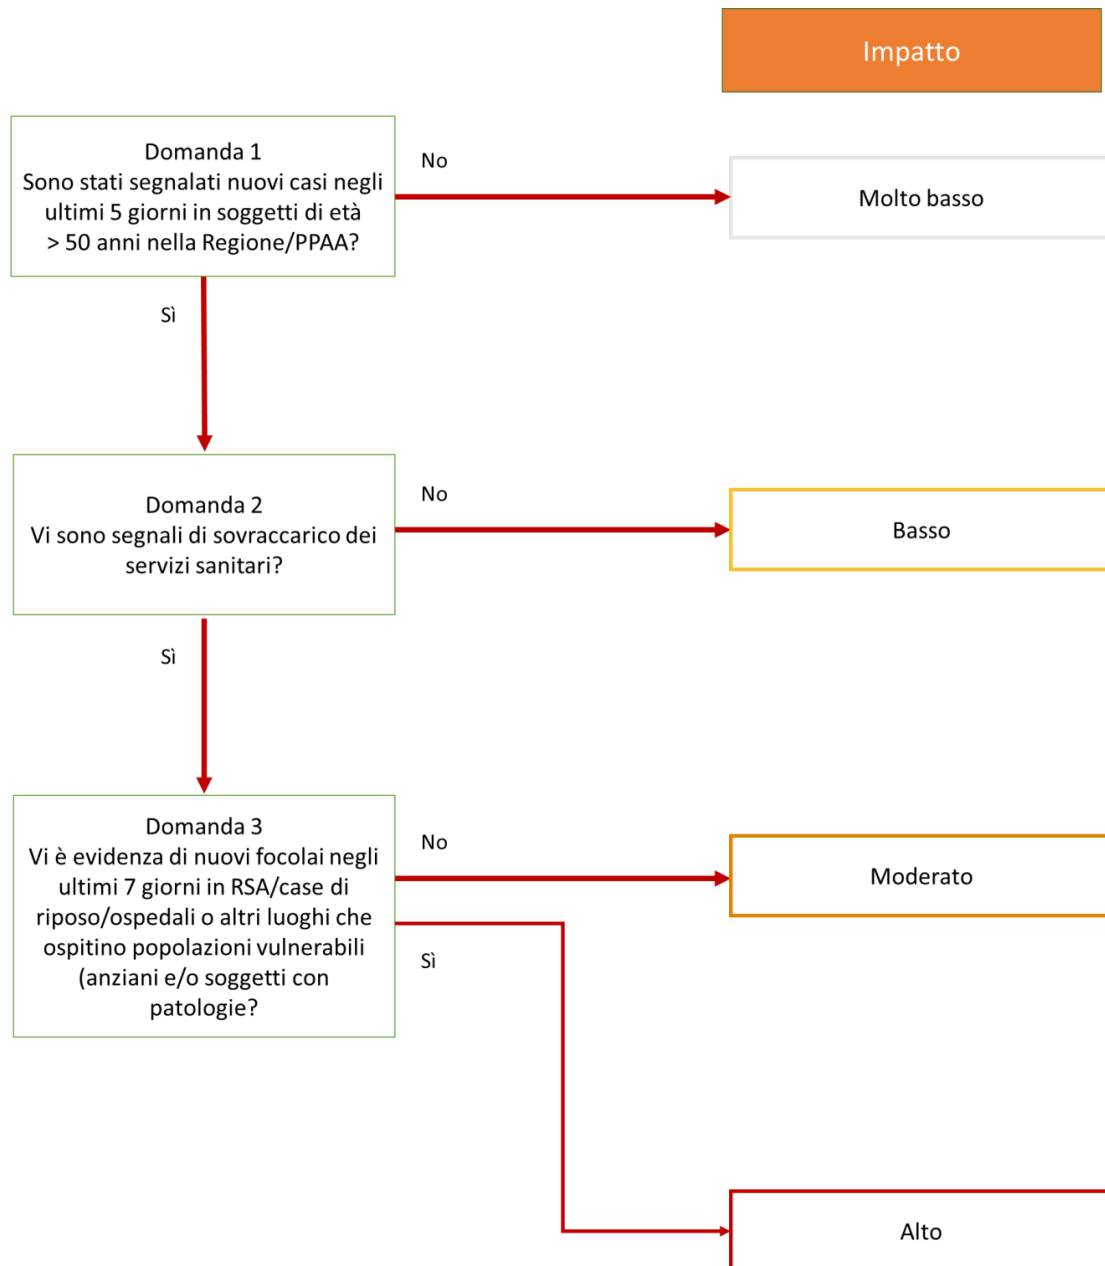 Impatto
Domanda 1
Sono stati segnalati nuovi casi negli
ultimi 5 giorni in soggetti di età
> 50 anni nella Regione/PPAA?
No
Molto basso
Sì
Domanda 2
Vi sono segnali di sovraccarico dei
servizi sanitari?
No
Basso
Sì
Domanda 3
Vi è evidenza di nuovi focolai negli
ultimi 7 giorni in RSA/case di
riposo/ospedali o altri luoghi che
ospitino popolazioni vulnerabili
(anziani e/o soggetti con
patologie?
No
Moderato
Sì
Alto